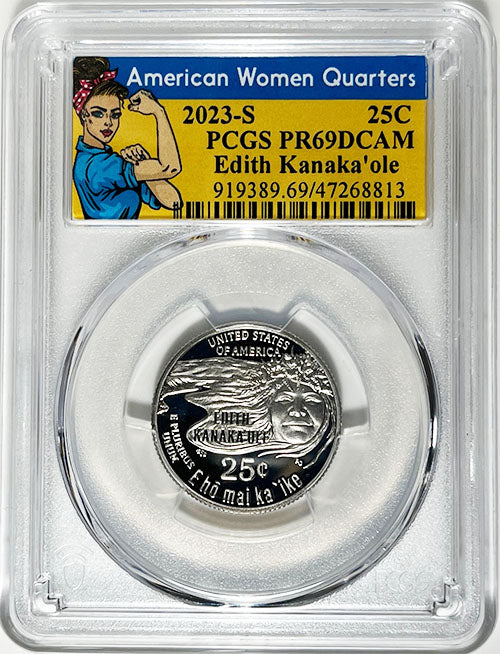 American Women Quarters
2023-S 25C
PCGS PR69DCAM
Edith Kanaka'ole
919389.69/47268813
UNITED STATES
OF AMERICA
EDITH
KANAKA'OLE
E PLURIBUS
UNUM
25¢
E hō mai ka ʻike